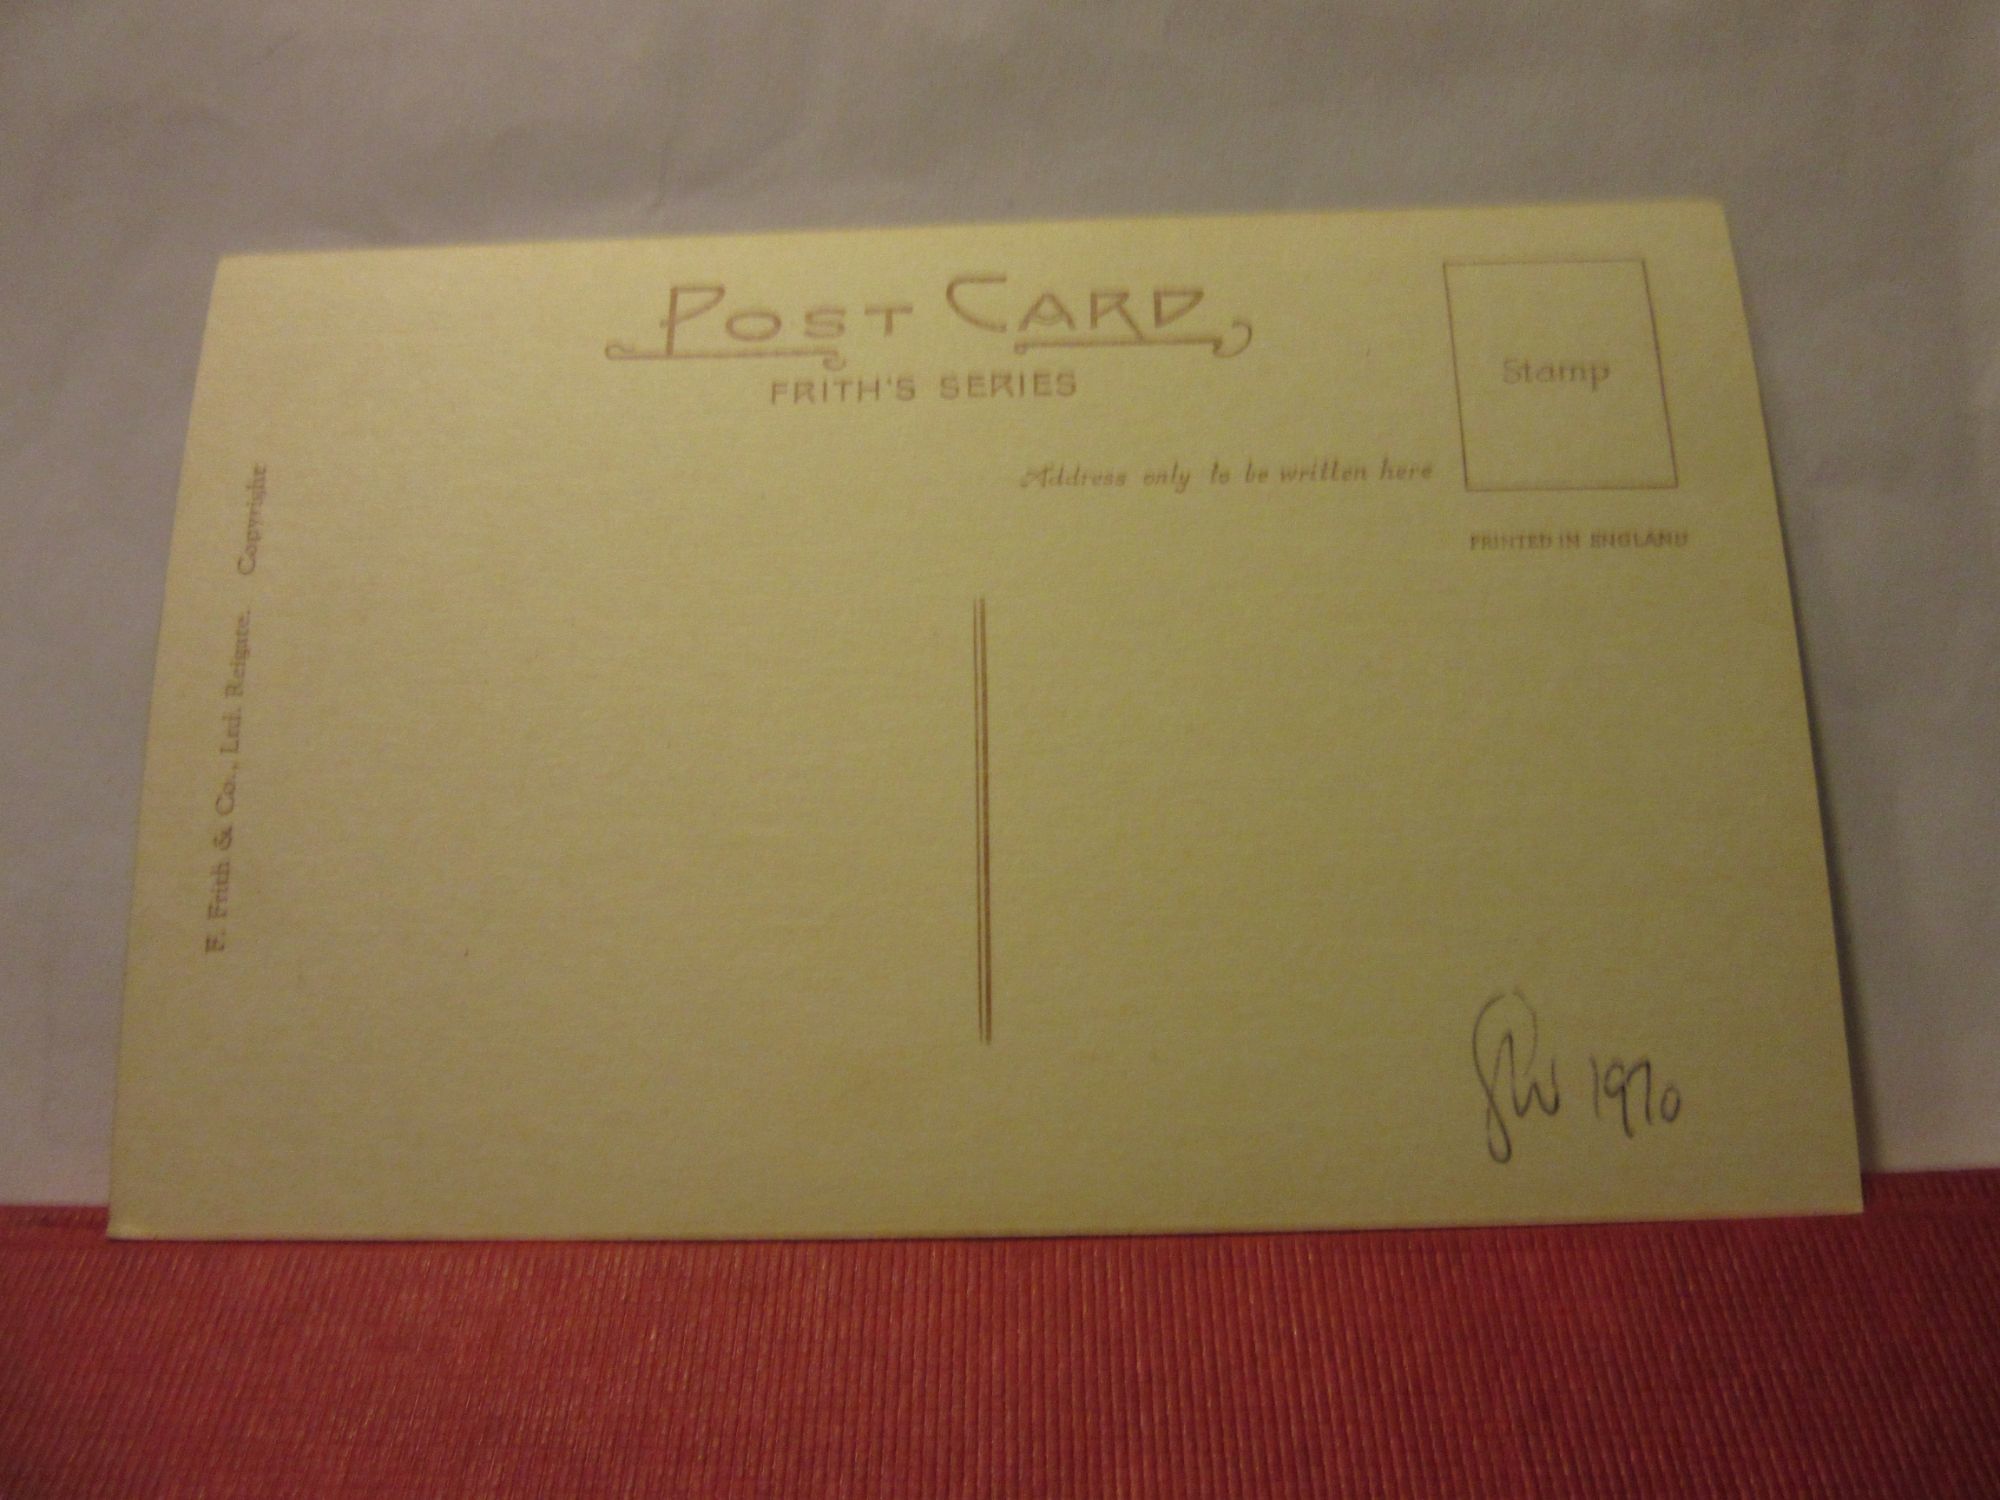 POST CARD
FRITH'S SERIES
Stamp
Address only to be written here
PRINTED IN ENGLAND
F. Frith & Co., Ltd. Reigate. Copyright
1970